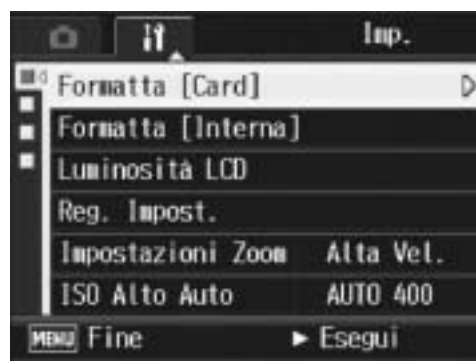 Imp.
Formatta [Card]
Formatta [Interna]
Luminosità LCD
Reg. Impost.
Impostazioni Zoom Alta Vel.
ISO Alto Auto AUTO 400
MENU Fine Esegui